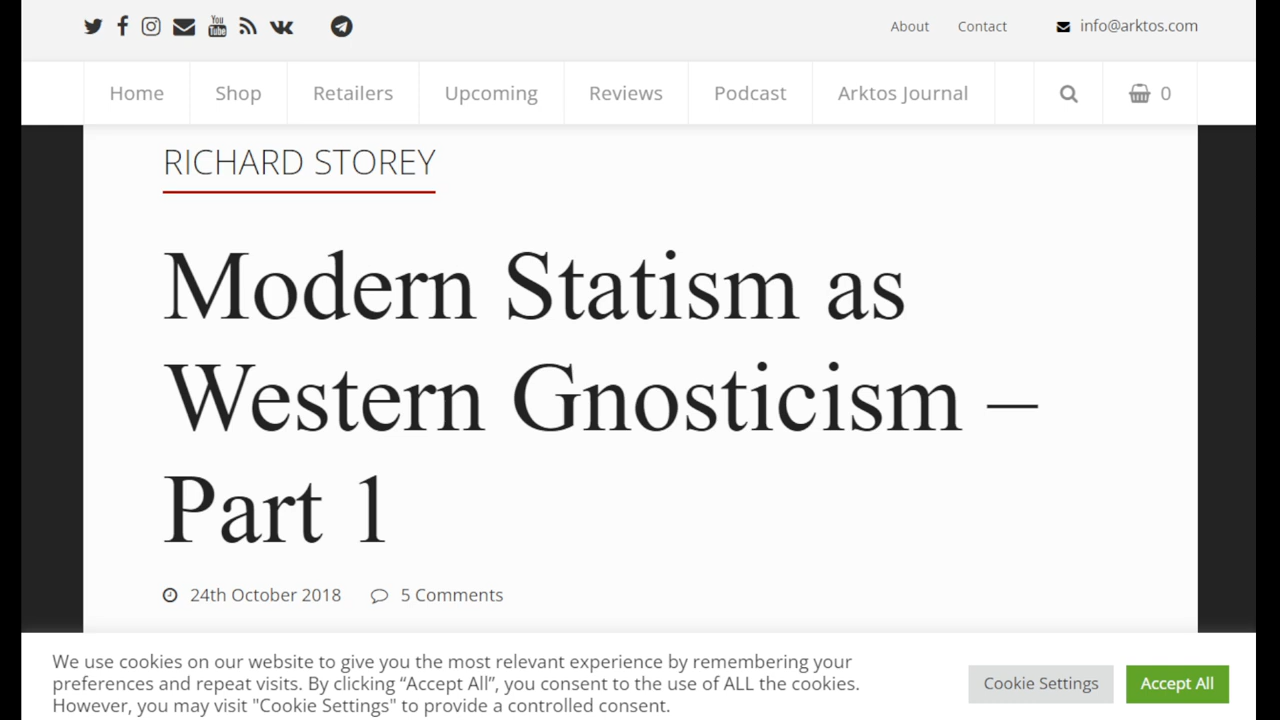 You Tube
About Contact info@arktos.com
Home Shop Retailers Upcoming Reviews Podcast Arktos Journal 0
RICHARD STOREY
Modern Statism as
Western Gnosticism –
Part 1
24th October 2018 5 Comments
We use cookies on our website to give you the most relevant experience by remembering your
preferences and repeat visits. By clicking “Accept All”, you consent to the use of ALL the cookies.
However, you may visit "Cookie Settings" to provide a controlled consent.
Cookie Settings Accept All